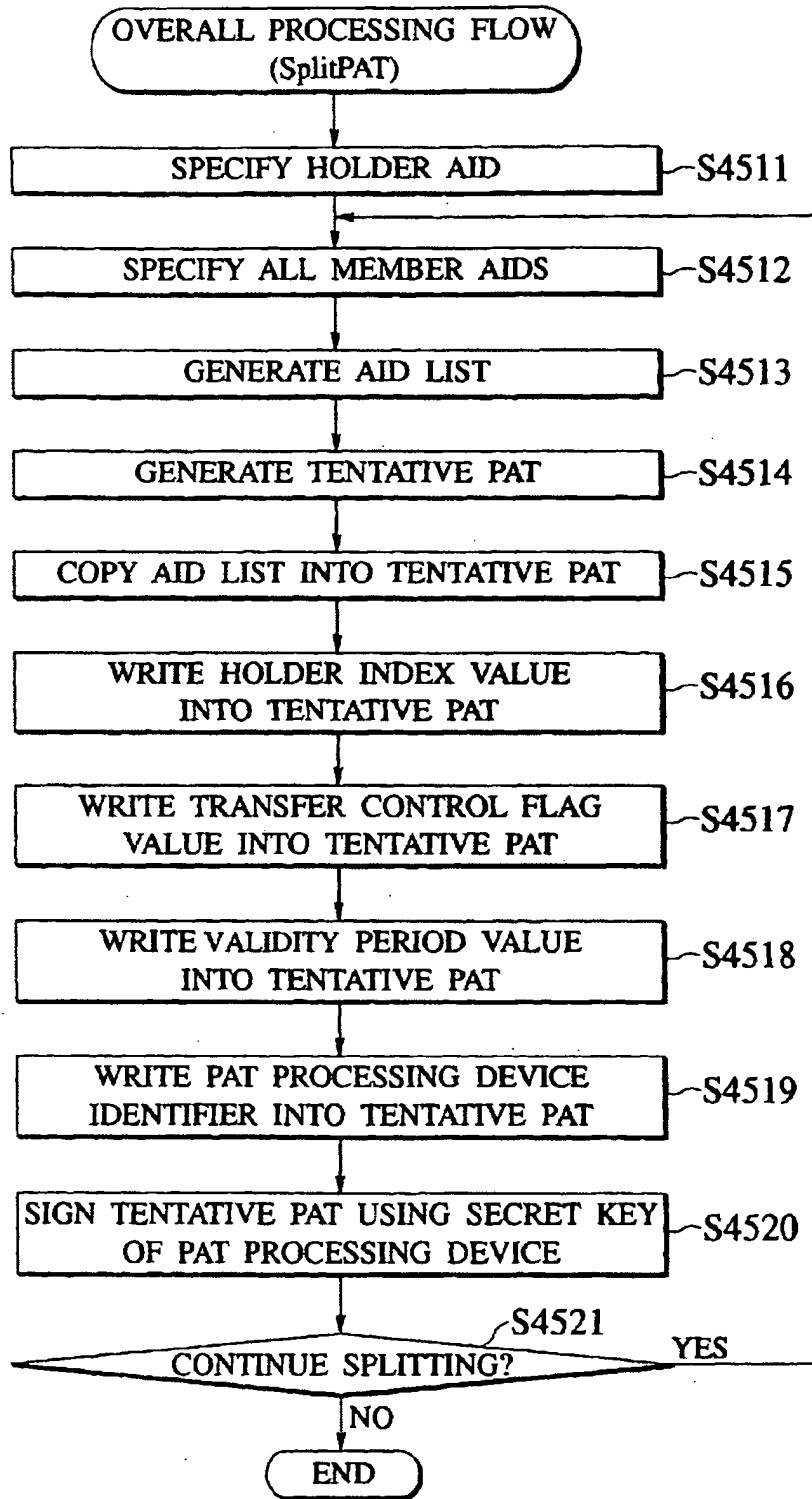 OVERALL PROCESSING FLOW
(SplitPAT)
SPECIFY HOLDER AID
S4511
SPECIFY ALL MEMBER AIDS
S4512
GENERATE AID LIST
S4513
GENERATE TENTATIVE PAT
S4514
COPY AID LIST INTO TENTATIVE PAT
S4515
WRITE HOLDER INDEX VALUE
INTO TENTATIVE PAT
S4516
WRITE TRANSFER CONTROL FLAG
VALUE INTO TENTATIVE PAT
S4517
WRITE VALIDITY PERIOD VALUE
INTO TENTATIVE PAT
S4518
WRITE PAT PROCESSING DEVICE
IDENTIFIER INTO TENTATIVE PAT
S4519
SIGN TENTATIVE PAT USING SECRET KEY
OF PAT PROCESSING DEVICE
S4520
S4521
CONTINUE SPLITTING?
YES
NO
END